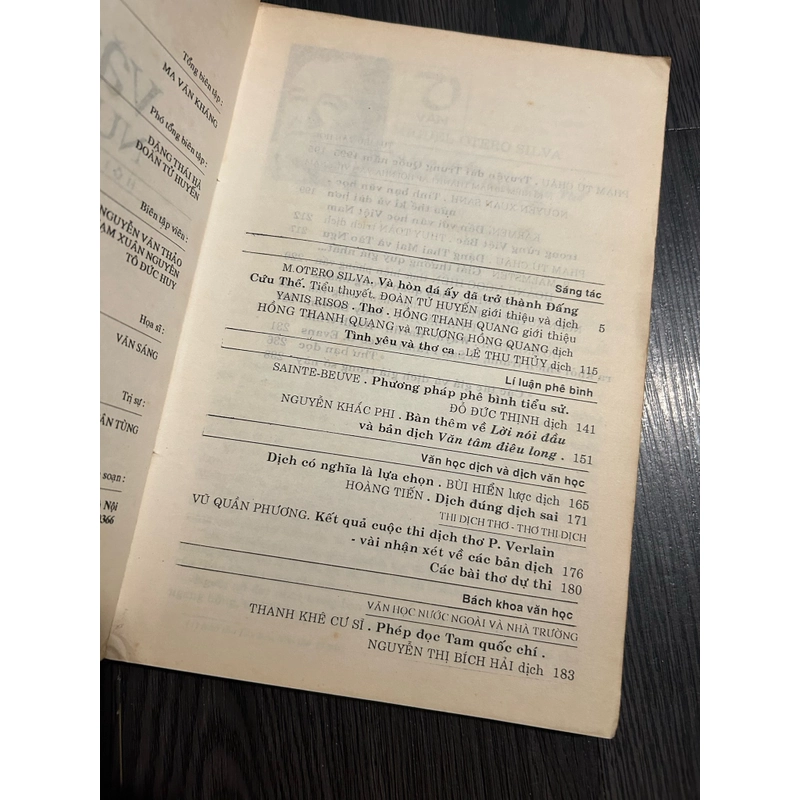 Tổng biên tập :
MA VĂN KHÁNG
Phó tổng biên tập :
ĐẶNG THÁI HÀ
ĐOÀN TỬ HUYẾN
Biên tập viên :
NGUYỄN VĂN THẢO
PHẠM XUÂN NGUYÊN
TÔ ĐỨC HUY
Họa sĩ :
VĂN SÁNG
Trị sự :
ÂN TÙNG
soạn :
Nội
366
Sáng tác
M.OTERO SILVA. Và hòn đá ấy đã trở thành Đấng
Cứu Thế. Tiểu thuyết. ĐOÀN TỬ HUYẾN giới thiệu và dịch 5
YANIS RISOS . Thơ . HỒNG THANH QUANG giới thiệu
HỒNG THANH QUANG và TRƯƠNG HỒNG QUANG dịch
Tình yêu và thơ ca . LÊ THU THỦY dịch 115
Lí luận phê bình
SAINTE-BEUVE . Phương pháp phê bình tiểu sử.
ĐỖ ĐỨC THỊNH dịch 141
NGUYỄN KHẮC PHI . Bàn thêm về Lời nói đầu
và bản dịch Văn tâm điêu long . 151
Văn học dịch và dịch văn học
Dịch có nghĩa là lựa chọn . BÙI HIỂN lược dịch 165
HOÀNG TIẾN . Dịch đúng dịch sai 171
THI DỊCH THƠ - THƠ THI DỊCH
VŨ QUẦN PHƯƠNG. Kết quả cuộc thi dịch thơ P. Verlain
- vài nhận xét về các bản dịch 176
Các bài thơ dự thi 180
Bách khoa văn học
VĂN HỌC NƯỚC NGOÀI VÀ NHÀ TRƯỜNG
THANH KHÊ CƯ SĨ . Phép đọc Tam quốc chí .
NGUYỄN THỊ BÍCH HẢI dịch 183